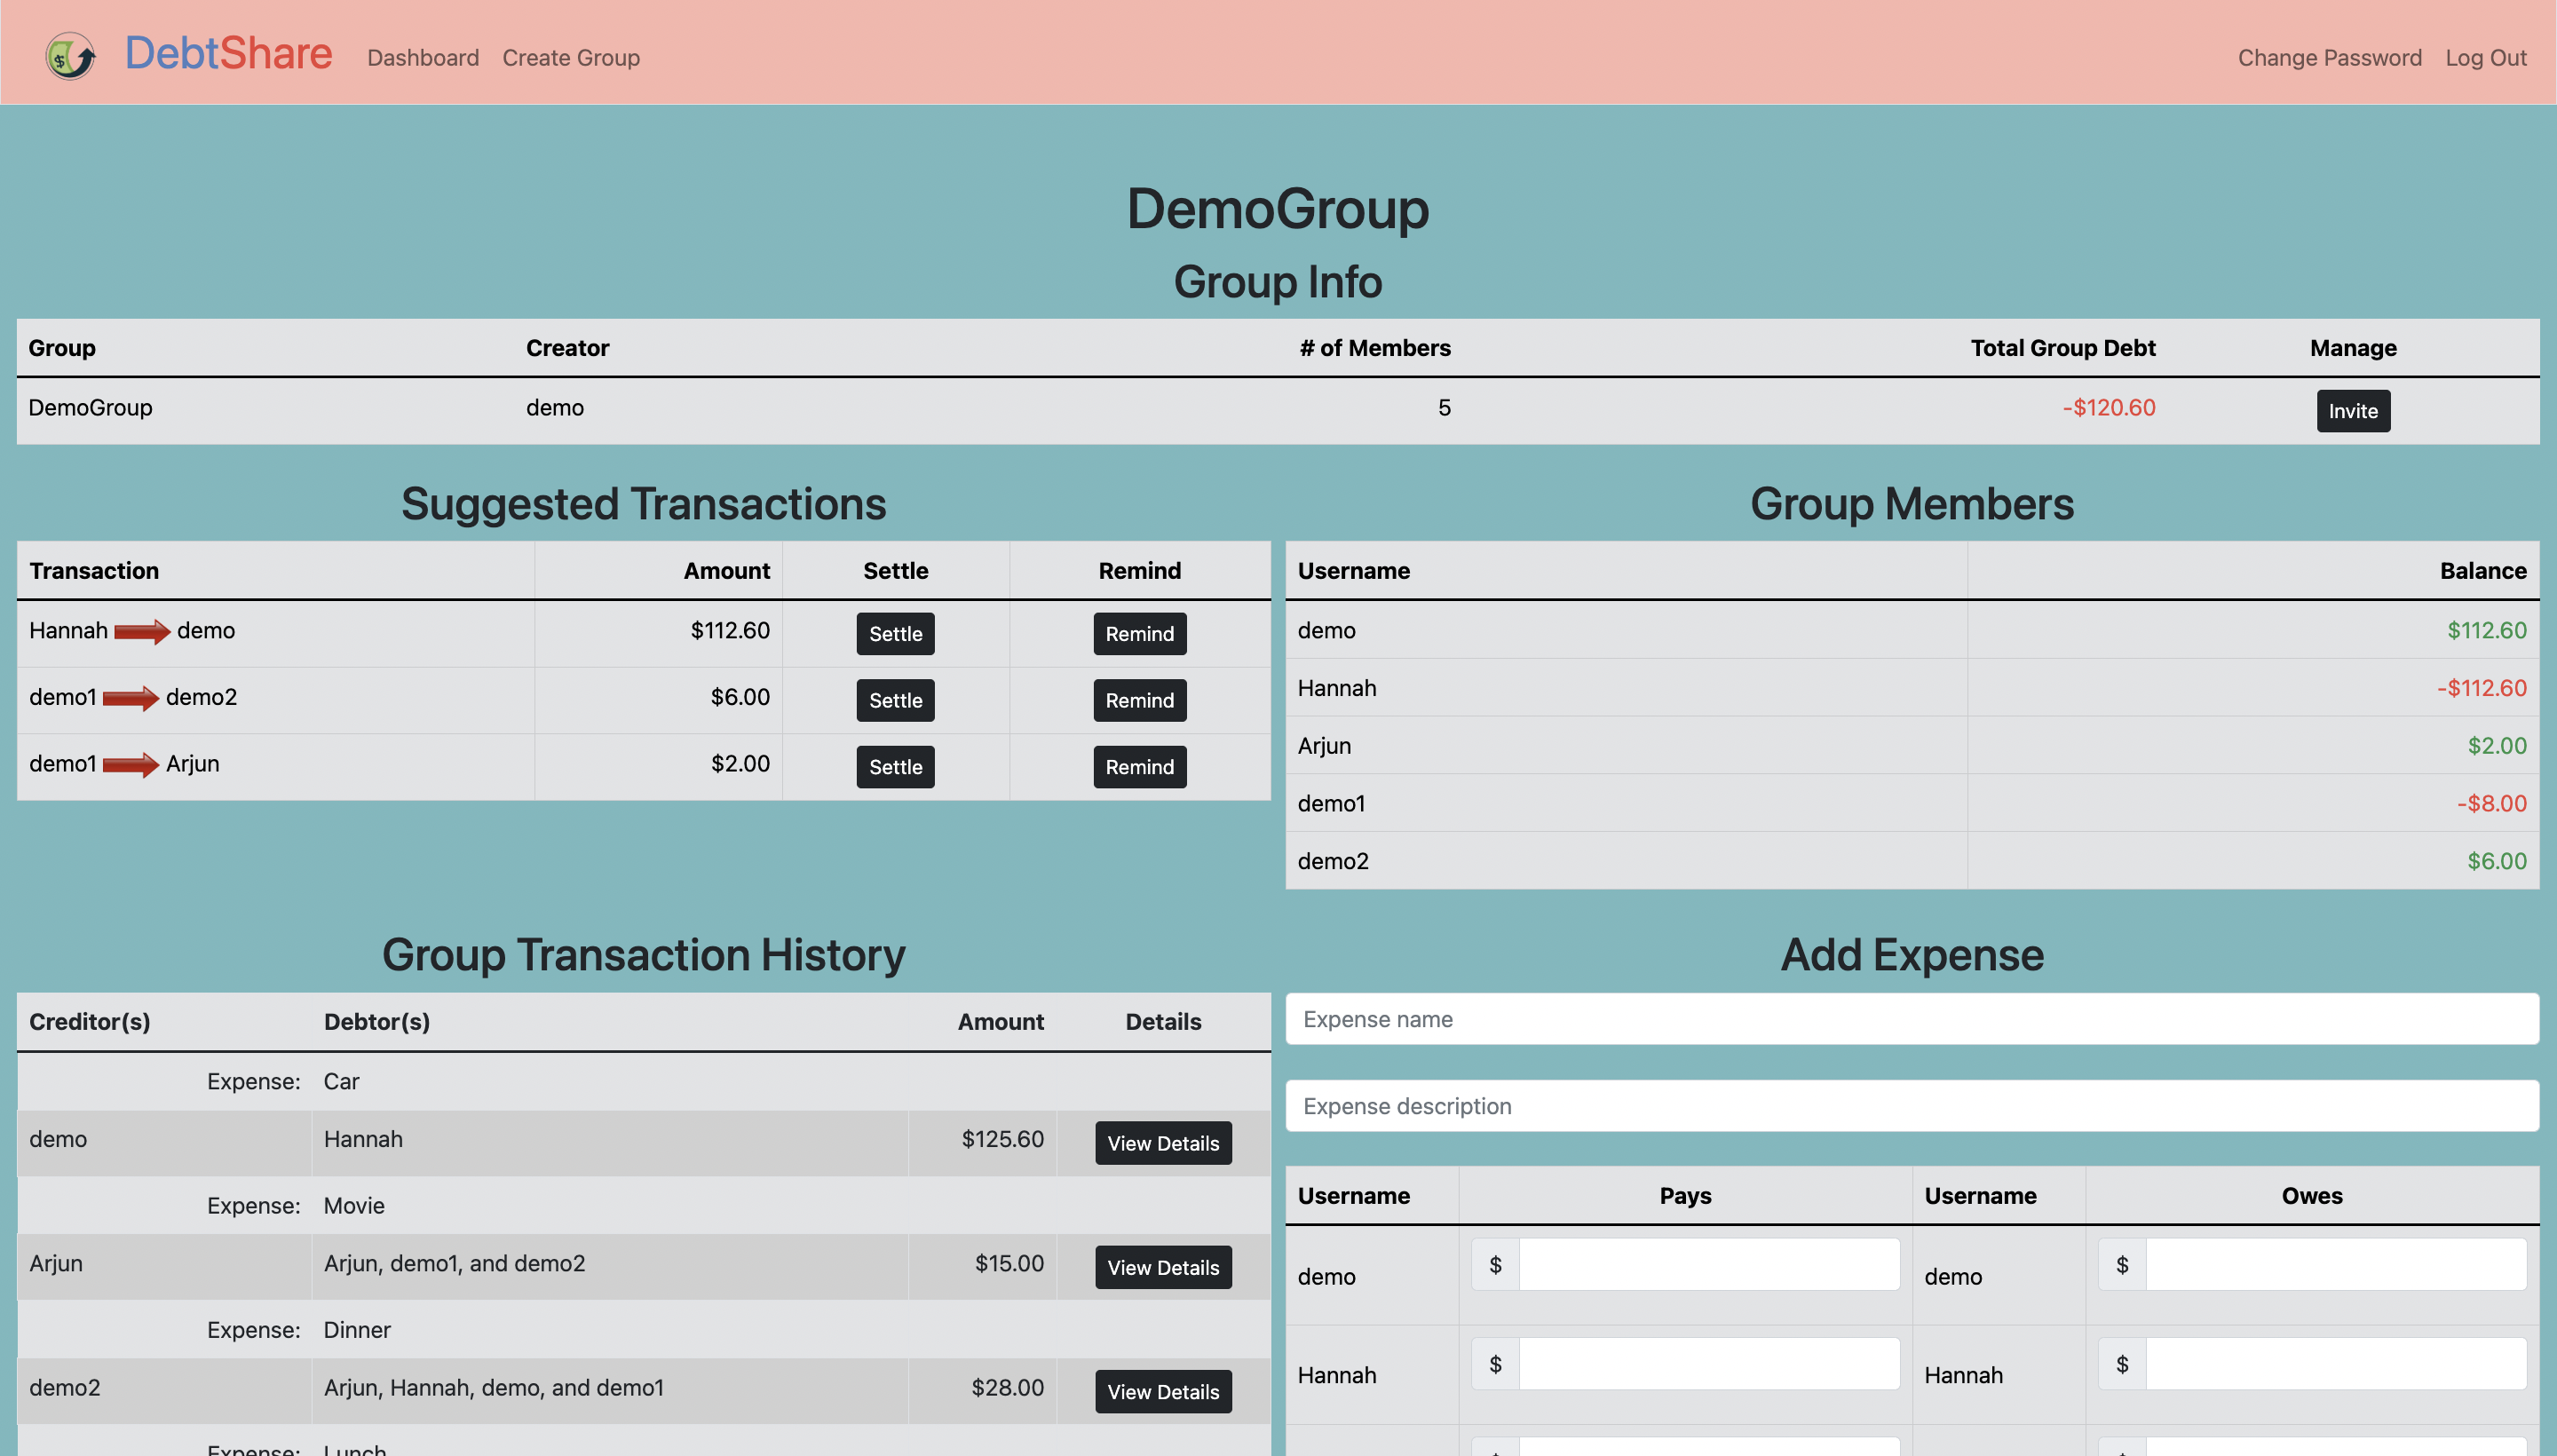 DebtShare Dashboard Create Group Change Password Log Out
DemoGroup
Group Info
Group Creator # of Members Total Group Debt Manage
DemoGroup demo 5 -$120.60 Invite
Suggested Transactions
Transaction Amount Settle Remind
Hannah demo $112.60 Settle Remind
demo1 demo2 $6.00 Settle Remind
demo1 Arjun $2.00 Settle Remind
Group Members
Username Balance
demo $112.60
Hannah -$112.60
Arjun $2.00
demo1 -$8.00
demo2 $6.00
Group Transaction History
Creditor(s) Debtor(s) Amount Details
Expense: Car
demo Hannah $125.60 View Details
Expense: Movie
Arjun Arjun, demo1, and demo2 $15.00 View Details
Expense: Dinner
demo2 Arjun, Hannah, demo, and demo1 $28.00 View Details
Expense: Lunch
Add Expense
Expense name
Expense description
Username Pays Username Owes
demo $ demo $
Hannah $ Hannah $